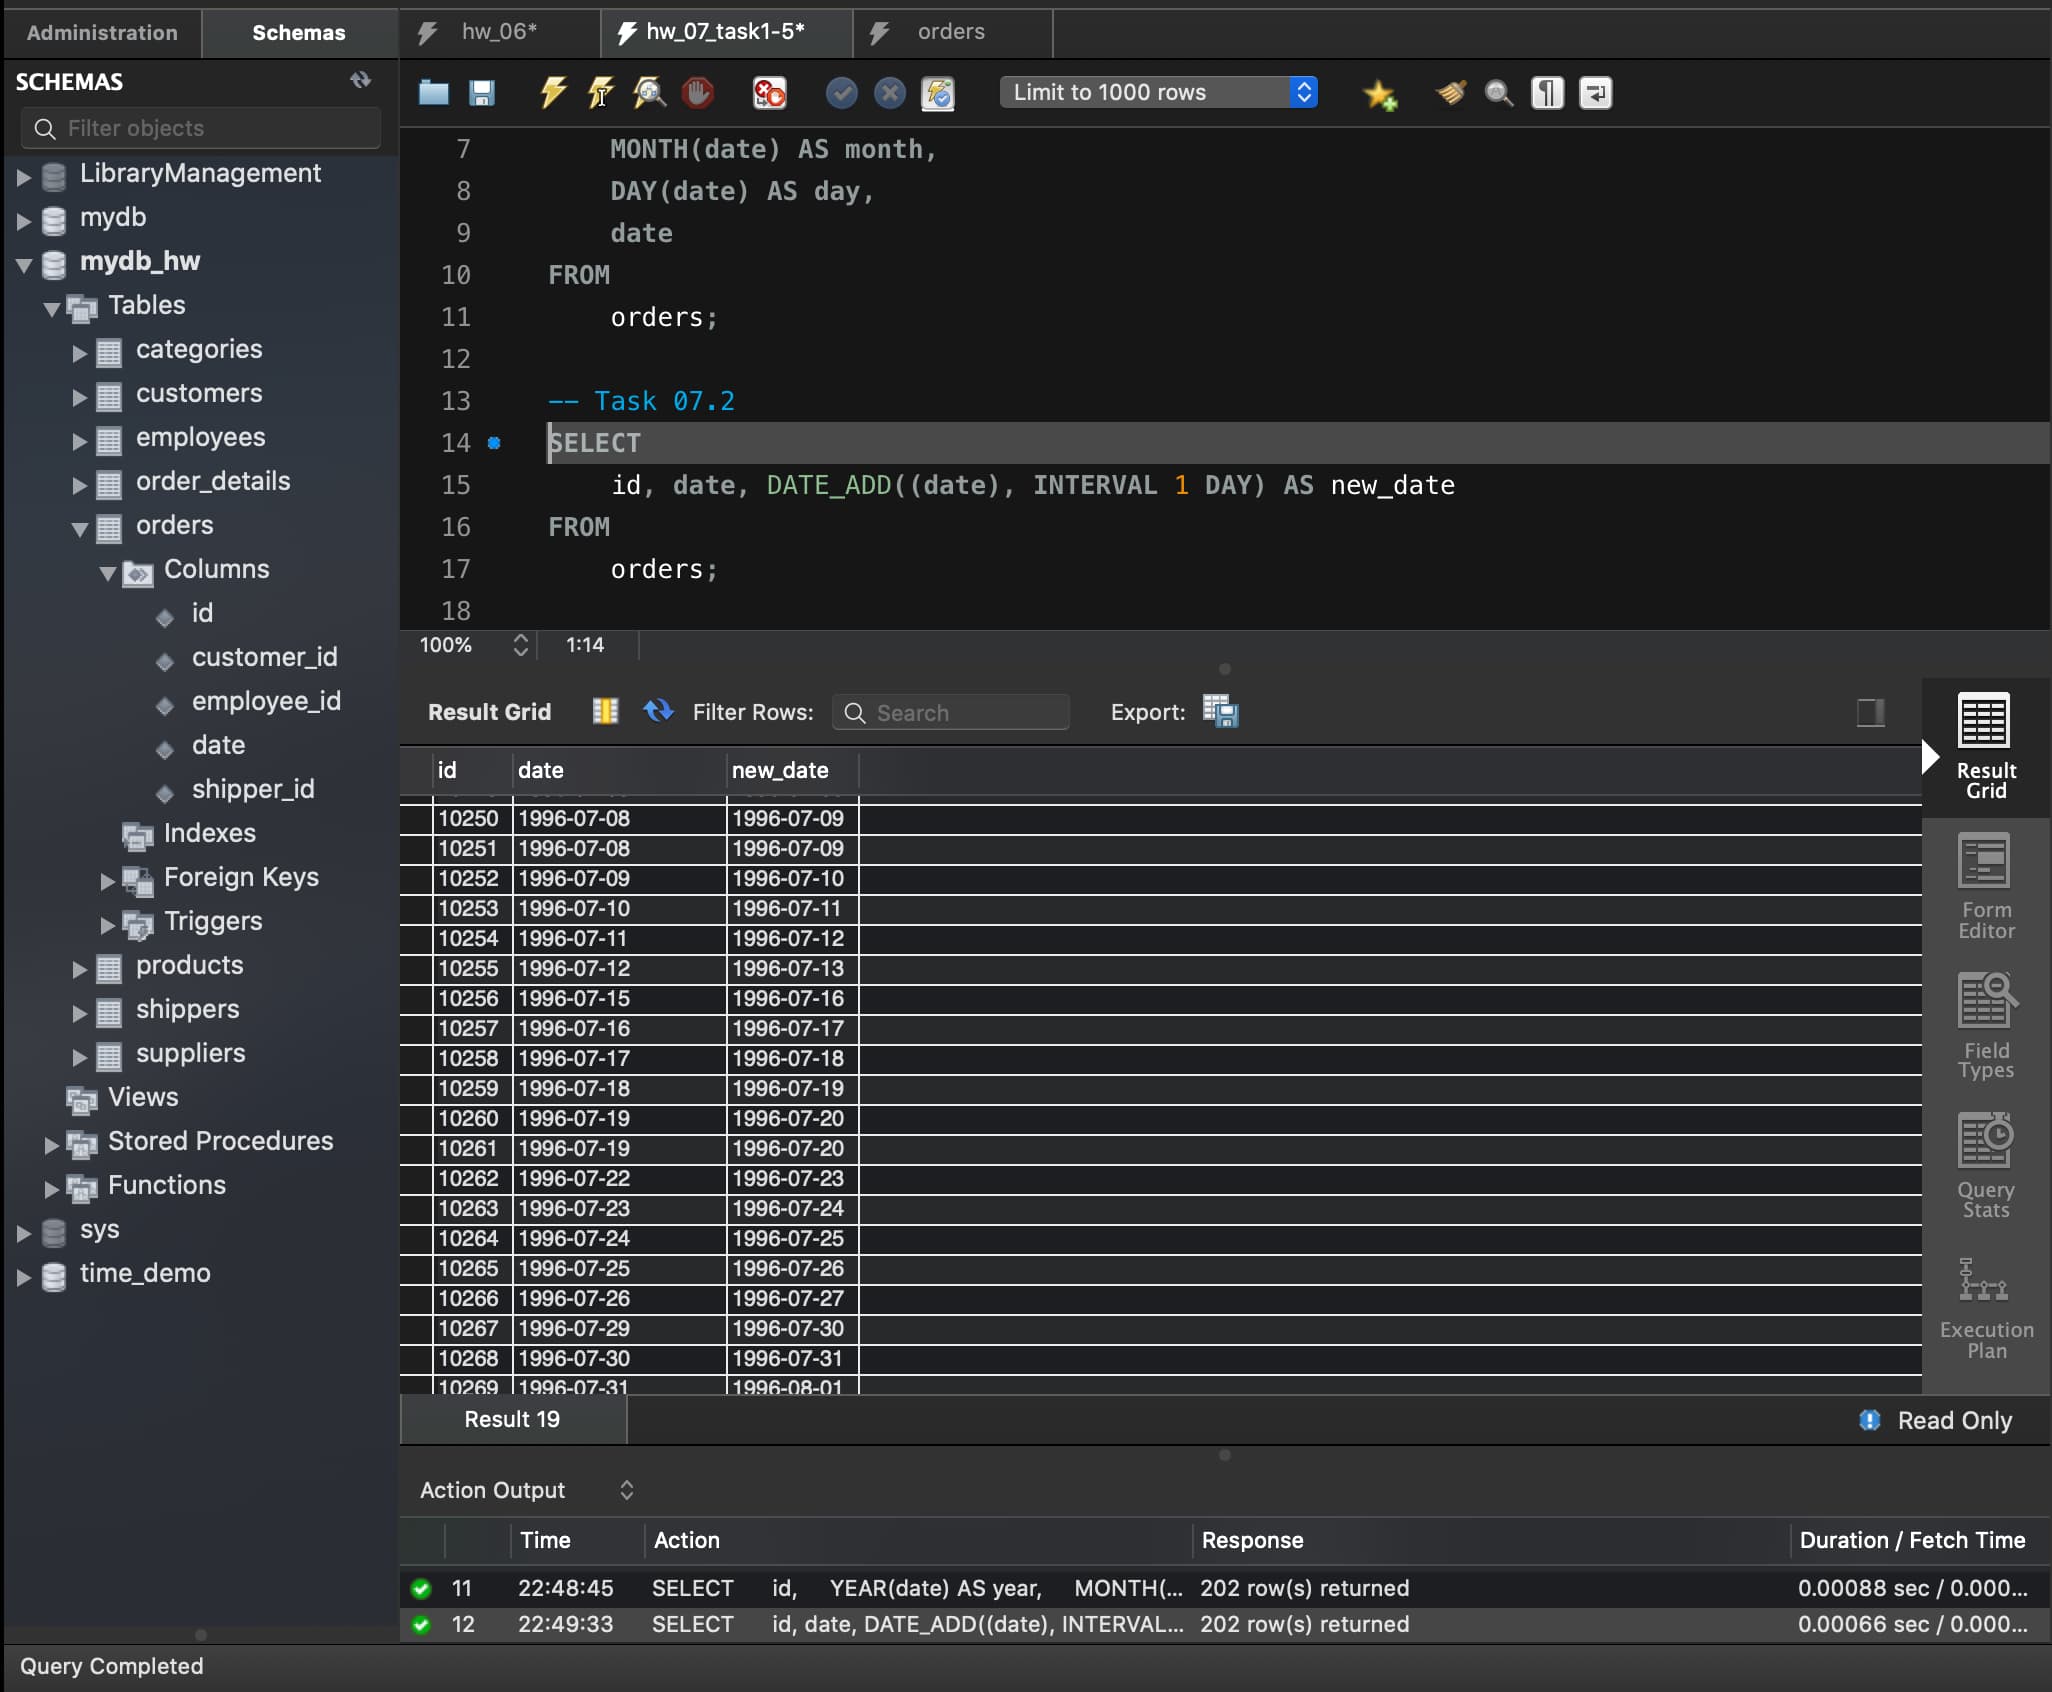 Administration
Schemas
hw_06*
hw_07_task1-5*
orders
SCHEMAS
Filter objects
Limit to 1000 rows
LibraryManagement
mydb
mydb_hw
Tables
categories
customers
employees
order_details
orders
Columns
id
customer_id
employee_id
date
shipper_id
Indexes
Foreign Keys
Triggers
products
shippers
suppliers
Views
Stored Procedures
Functions
sys
time_demo
7 MONTH(date) AS month,
8 DAY(date) AS day,
9 date
10 FROM
11 orders;
12
13 -- Task 07.2
14 SELECT
15 id, date, DATE_ADD((date), INTERVAL 1 DAY) AS new_date
16 FROM
17 orders;
18
100% 1:14
Result Grid Filter Rows: Search Export:
id date new_date
10250 1996-07-08 1996-07-09
10251 1996-07-08 1996-07-09
10252 1996-07-09 1996-07-10
10253 1996-07-10 1996-07-11
10254 1996-07-11 1996-07-12
10255 1996-07-12 1996-07-13
10256 1996-07-15 1996-07-16
10257 1996-07-16 1996-07-17
10258 1996-07-17 1996-07-18
10259 1996-07-18 1996-07-19
10260 1996-07-19 1996-07-20
10261 1996-07-19 1996-07-20
10262 1996-07-22 1996-07-23
10263 1996-07-23 1996-07-24
10264 1996-07-24 1996-07-25
10265 1996-07-25 1996-07-26
10266 1996-07-26 1996-07-27
10267 1996-07-29 1996-07-30
10268 1996-07-30 1996-07-31
10269 1996-07-31 1996-08-01
Result
Grid
Form
Editor
Field
Types
Query
Stats
Execution
Plan
Result 19
Read Only
Action Output
Time Action Response Duration / Fetch Time
11 22:48:45 SELECT id, YEAR(date) AS year, MONTH(... 202 row(s) returned 0.00088 sec / 0.000...
12 22:49:33 SELECT id, date, DATE_ADD((date), INTERVAL... 202 row(s) returned 0.00066 sec / 0.000...
Query Completed